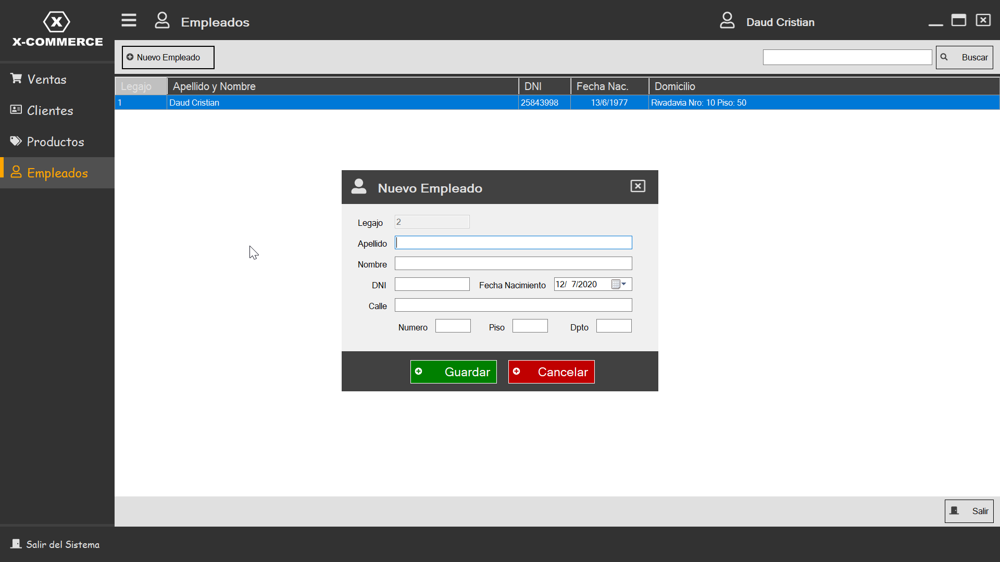 X
X-COMMERCE
Empleados
Daud Cristian
Nuevo Empleado
Buscar
Ventas
Clientes
Productos
Empleados
Legajo Apellido y Nombre DNI Fecha Nac. Domicilio
1 Daud Cristian 25843998 13/6/1977 Rivadavia Nro: 10 Piso: 50
Nuevo Empleado
Legajo 2
Apellido
Nombre
DNI Fecha Nacimiento 12/ 7/2020
Calle
Numero Piso Dpto
Guardar Cancelar
Salir
Salir del Sistema